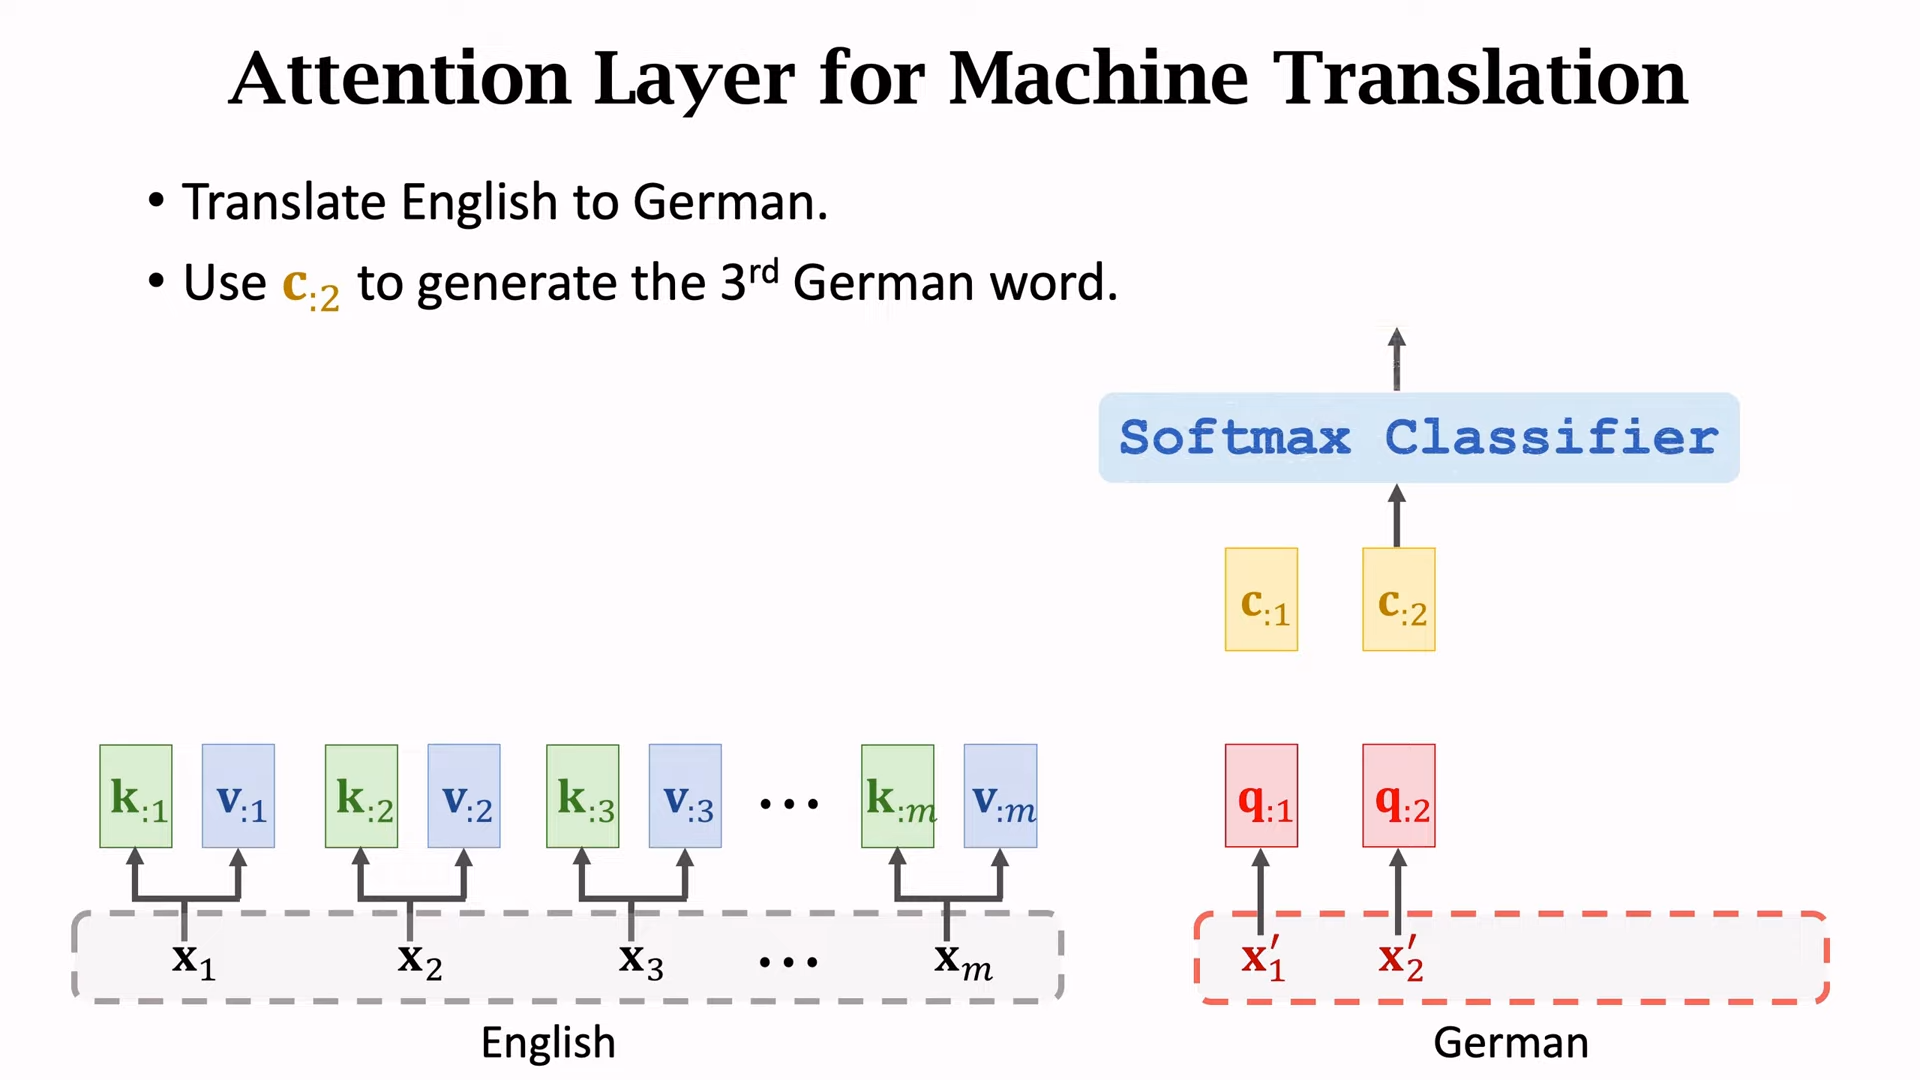 Attention Layer for Machine Translation
• Translate English to German.
• Use c:2 to generate the 3rd German word.
Softmax Classifier
c:1 c:2
k:1 v:1 k:2 v:2 k:3 v:3 ... k:m v:m q:1 q:2
x1 x2 x3 ... xm x′1 x′2
English German